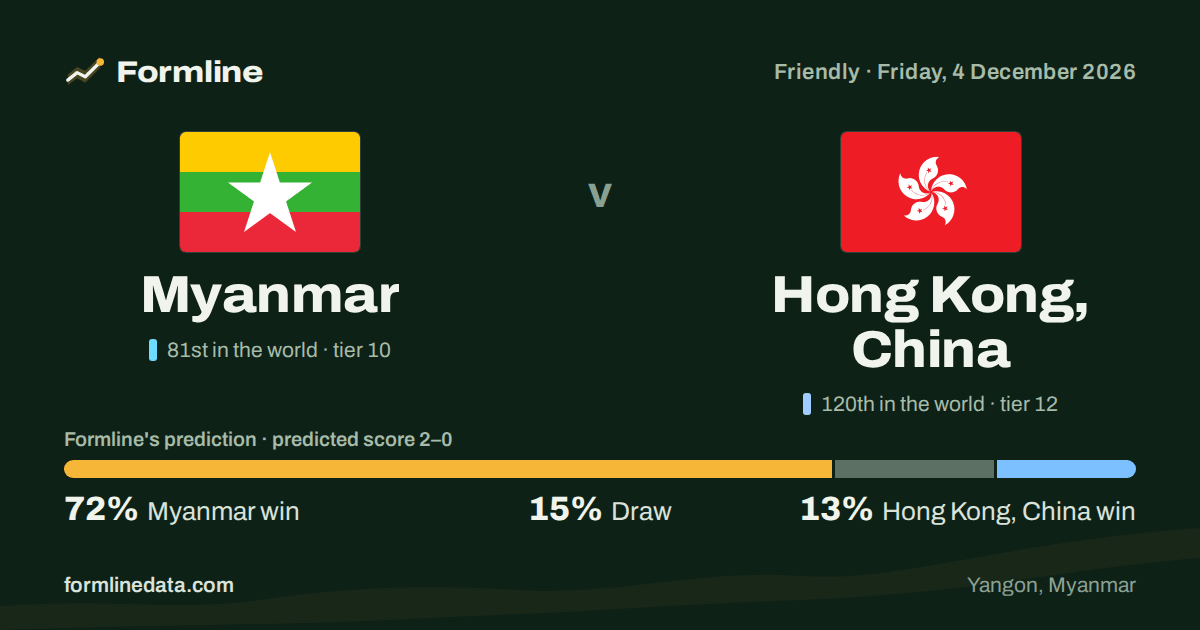 Formline
Friendly · Friday, 4 December 2026
v
Myanmar
81st in the world · tier 10
Hong Kong,
China
120th in the world · tier 12
Formline's prediction · predicted score 2–0
72% Myanmar win
15% Draw
13% Hong Kong, China win
formlinedata.com
Yangon, Myanmar